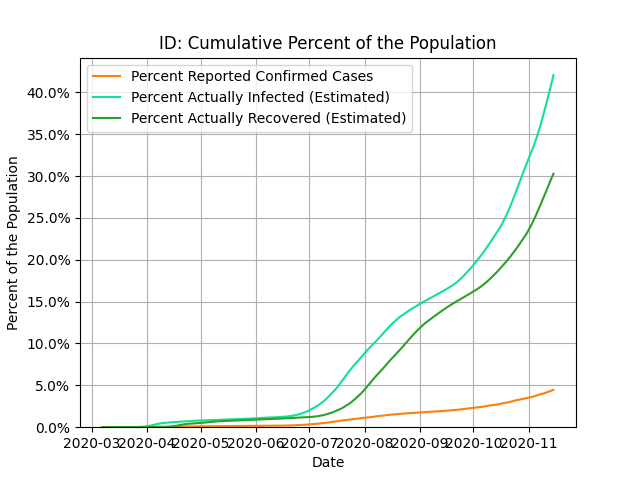 ID: Cumulative Percent of the Population
Percent Reported Confirmed Cases
Percent Actually Infected (Estimated)
Percent Actually Recovered (Estimated)
Percent of the Population
40.0%
35.0%
30.0%
25.0%
20.0%
15.0%
10.0%
5.0%
0.0%
2020-03 2020-04 2020-05 2020-06 2020-07 2020-08 2020-09 2020-10 2020-11
Date